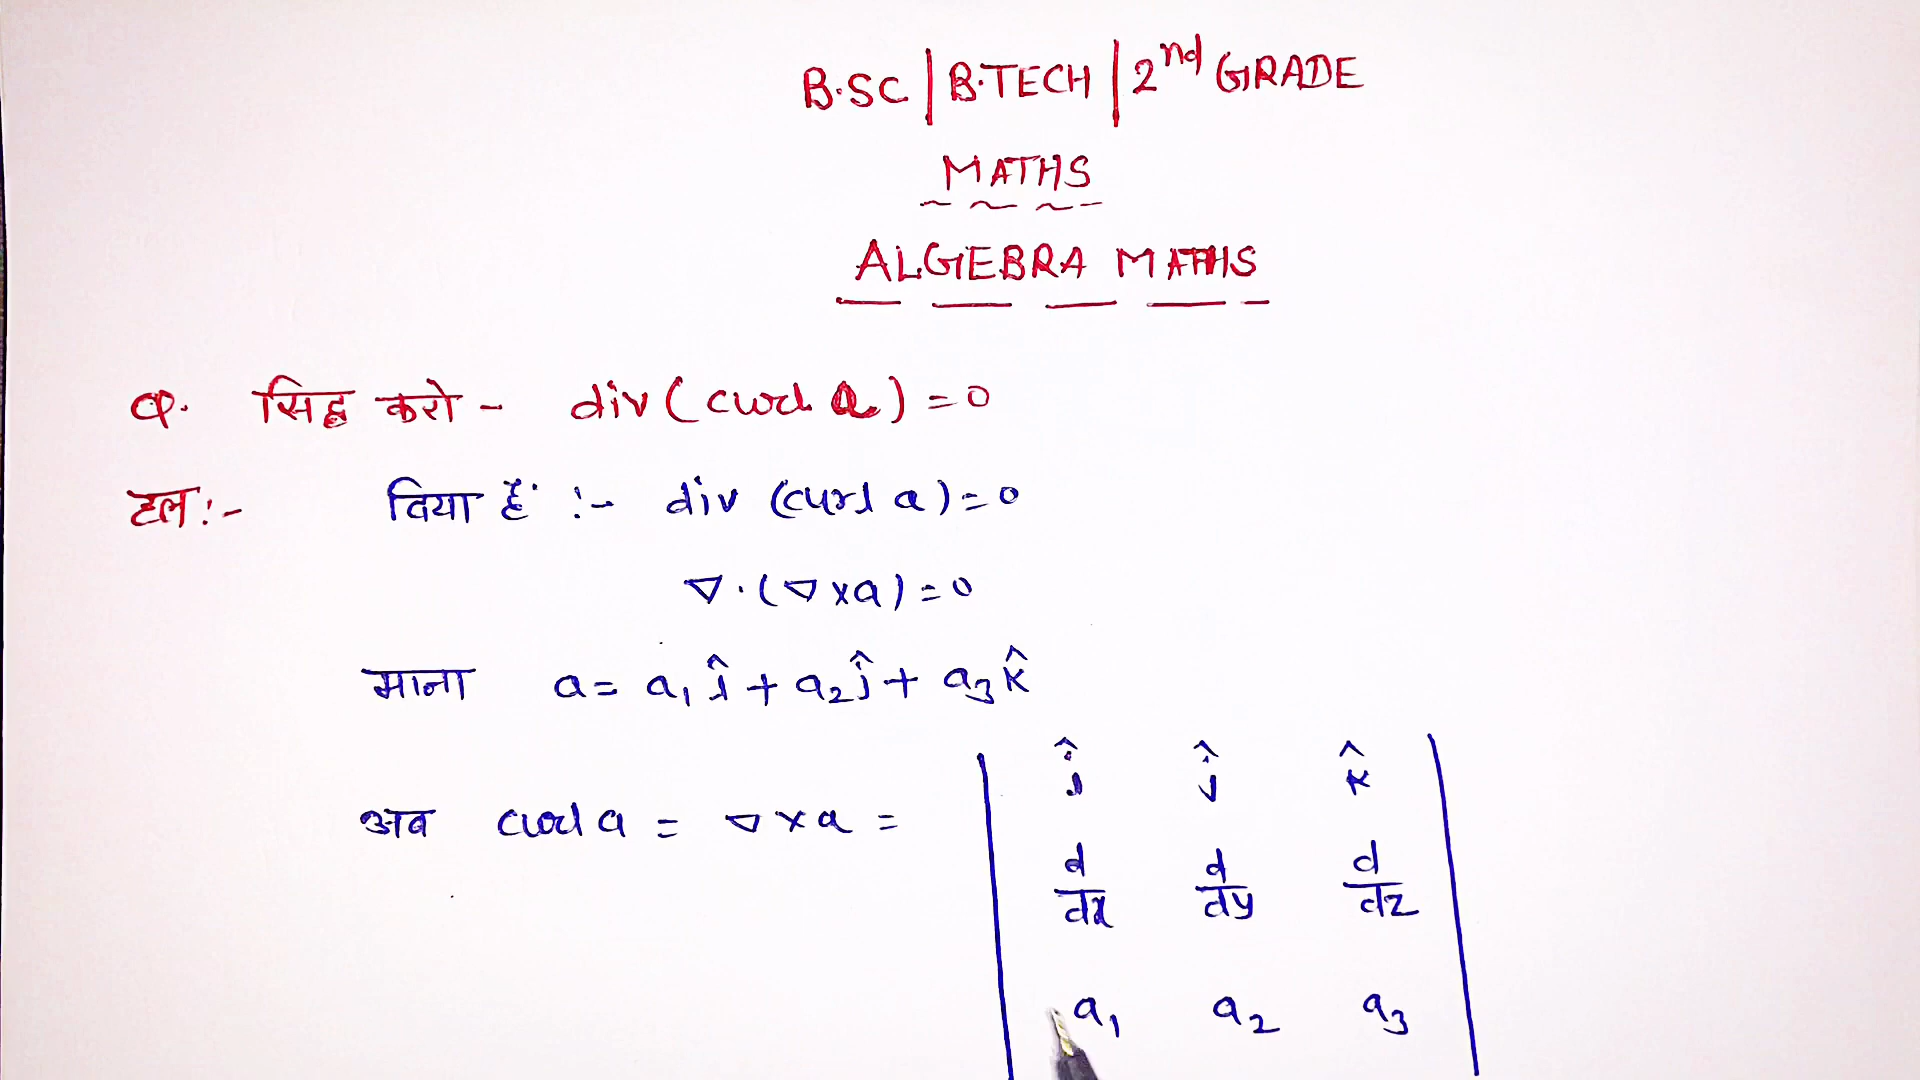 B.SC | B.TECH | 2nd GRADE
MATHS
ALGEBRA MATHS
Q. सिद्ध करो - div (curl a) = 0
हल :- दिया है :- div (curl a) = 0
∇ . (∇ x a) = 0
माना a = a₁ î + a₂ ĵ + a₃ k̂
अब curl a = ∇ x a = | î ĵ k̂ |
d/dx d/dy d/dz
a₁ a₂ a₃